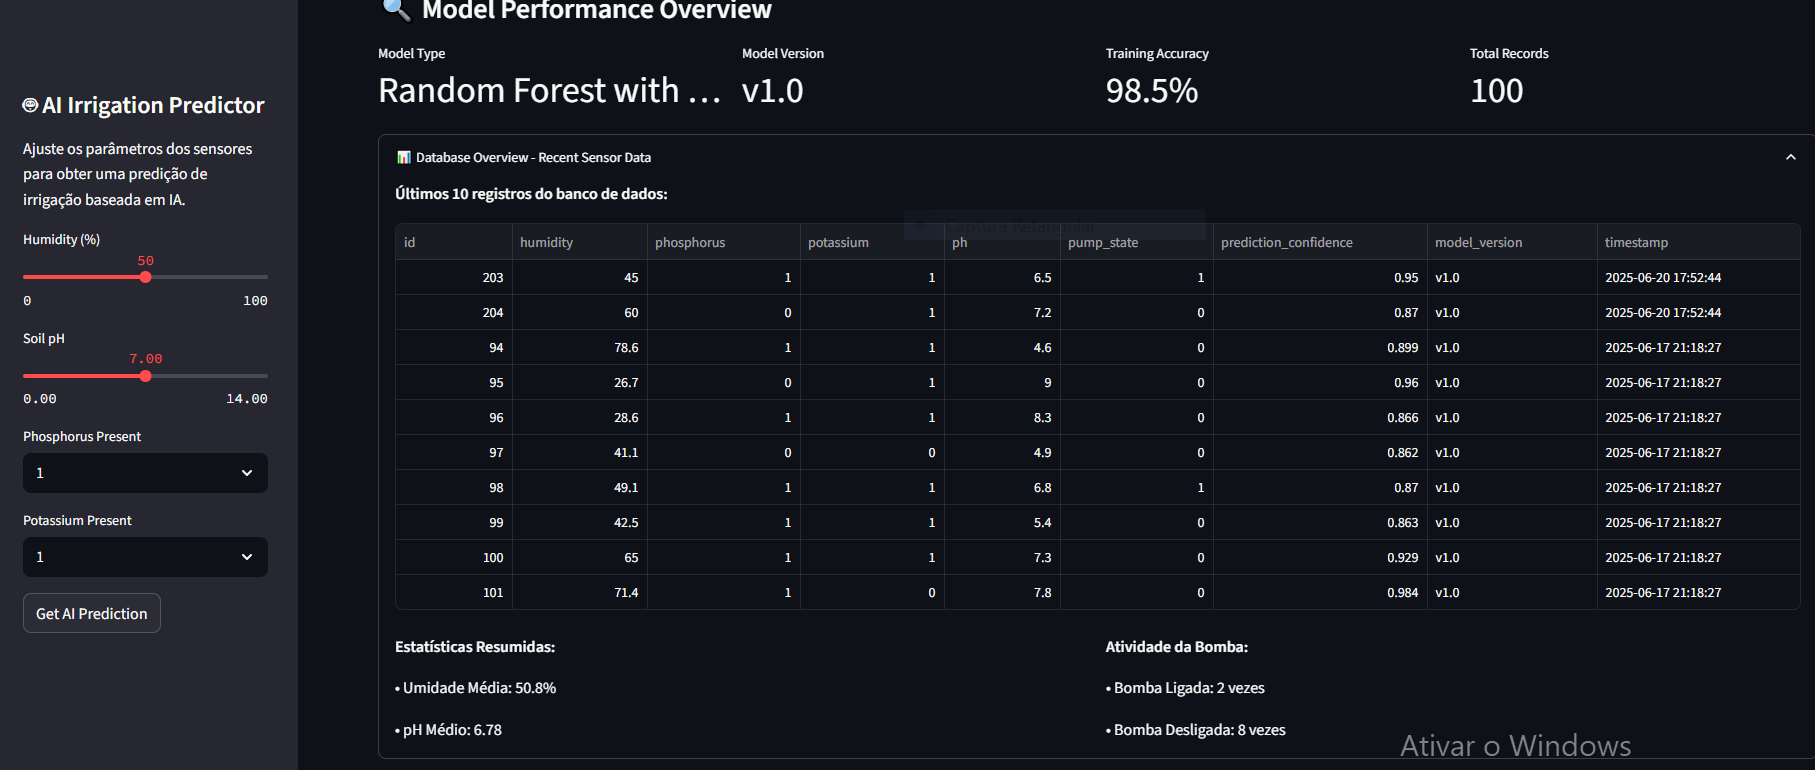 AI Irrigation Predictor
Ajuste os parâmetros dos sensores
para obter uma predição de
irrigação baseada em IA.
Humidity (%)
50
0 100
Soil pH
7.00
0.00 14.00
Phosphorus Present
1
Potassium Present
1
Get AI Prediction
Model Performance Overview
Model Type Model Version Training Accuracy Total Records
Random Forest with ... v1.0 98.5% 100
Database Overview - Recent Sensor Data
Últimos 10 registros do banco de dados:
Captura Retangular
id humidity phosphorus potassium ph pump_state prediction_confidence model_version timestamp
203 45 1 1 6.5 1 0.95 v1.0 2025-06-20 17:52:44
204 60 0 1 7.2 0 0.87 v1.0 2025-06-20 17:52:44
94 78.6 1 1 4.6 0 0.899 v1.0 2025-06-17 21:18:27
95 26.7 0 1 9 0 0.96 v1.0 2025-06-17 21:18:27
96 28.6 1 1 8.3 0 0.866 v1.0 2025-06-17 21:18:27
97 41.1 0 0 4.9 0 0.862 v1.0 2025-06-17 21:18:27
98 49.1 1 1 6.8 1 0.87 v1.0 2025-06-17 21:18:27
99 42.5 1 1 5.4 0 0.863 v1.0 2025-06-17 21:18:27
100 65 1 1 7.3 0 0.929 v1.0 2025-06-17 21:18:27
101 71.4 1 0 7.8 0 0.984 v1.0 2025-06-17 21:18:27
Estatísticas Resumidas:
• Umidade Média: 50.8%
• pH Médio: 6.78
Atividade da Bomba:
• Bomba Ligada: 2 vezes
• Bomba Desligada: 8 vezes
Ativar o Windows